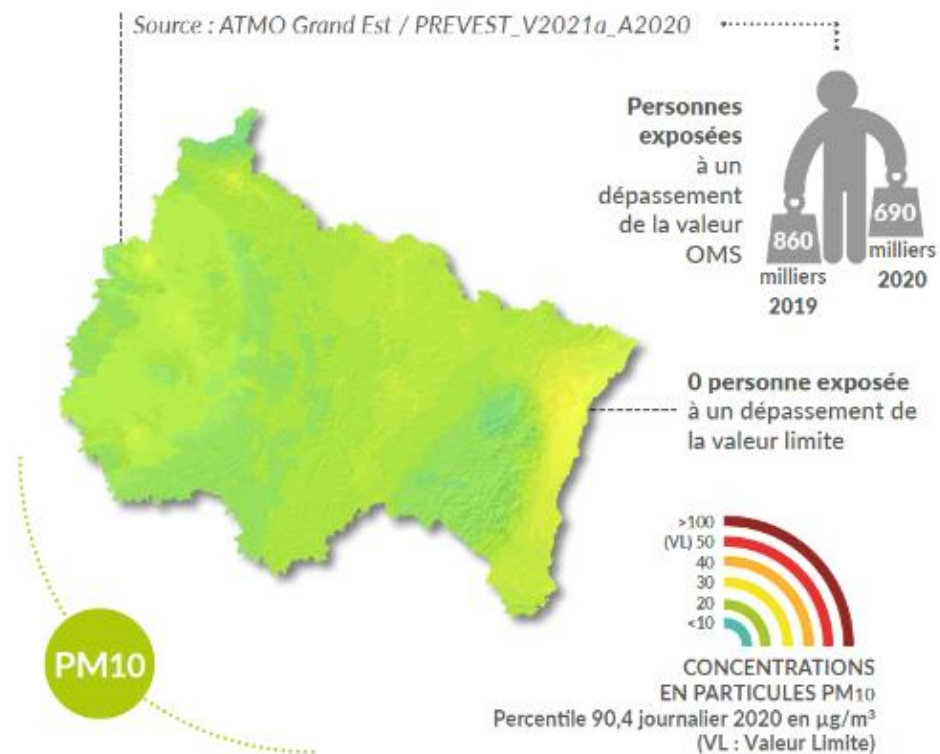 Source : ATMO Grand Est / PREVEST_V2021a_A2020
Personnes
exposées
à un
dépassement
de la valeur
OMS
860
milliers
2019
690
milliers
2020
0 personne exposée
à un dépassement de
la valeur limite
>100
(VL) 50
40
30
20
<10
CONCENTRATIONS
EN PARTICULES PM10
Percentile 90,4 journalier 2020 en µg/m³
(VL : Valeur Limite)
PM10